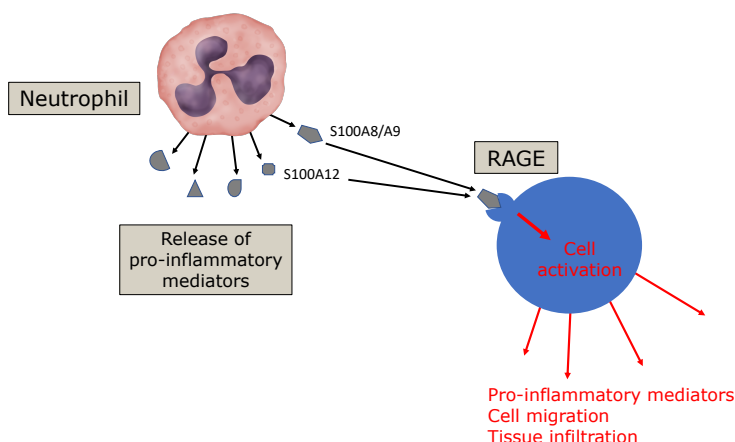 Neutrophil
S100A8/A9
S100A12
RAGE
Release of
pro-inflammatory
mediators
Cell
activation
Pro-inflammatory mediators
Cell migration
Tissue infiltration